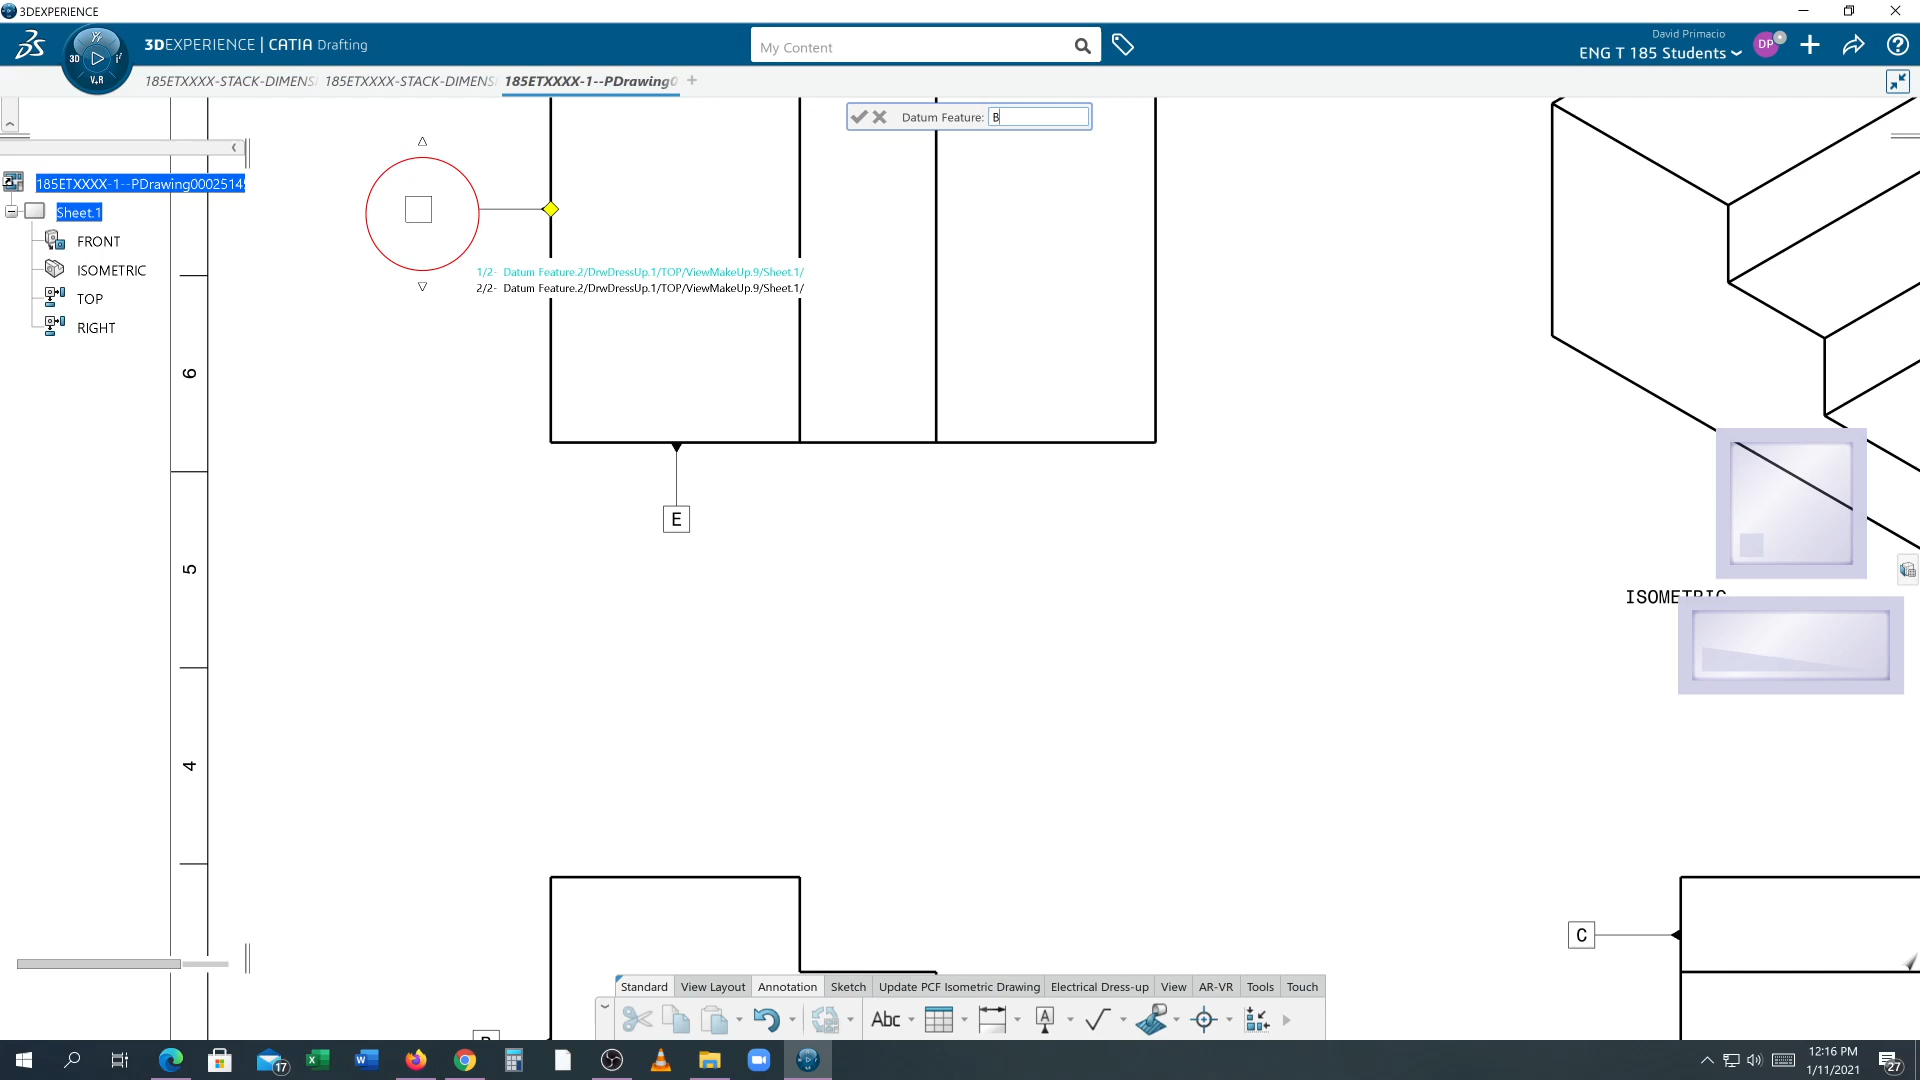 3DEXPERIENCE
3DEXPERIENCE | CATIA Drafting
My Content
David Primacio
ENG T 185 Students
DP
3D
V.R
185ETXXXX-STACK-DIMENS
185ETXXXX-STACK-DIMENS
185ETXXXX-1--PDrawing0
Datum Feature: B
185ETXXXX-1--PDrawing0002514
Sheet.1
FRONT
ISOMETRIC
TOP
RIGHT
1/2- Datum Feature.2/DrwDressUp.1/TOP/ViewMakeUp.9/Sheet.1/
2/2- Datum Feature.2/DrwDressUp.1/TOP/ViewMakeUp.9/Sheet.1/
6
5
4
E
ISOMETRIC
C
Standard
View Layout
Annotation
Sketch
Update PCF Isometric Drawing
Electrical Dress-up
View
AR-VR
Tools
Touch
Abc
A
17
12:16 PM
1/11/2021
27